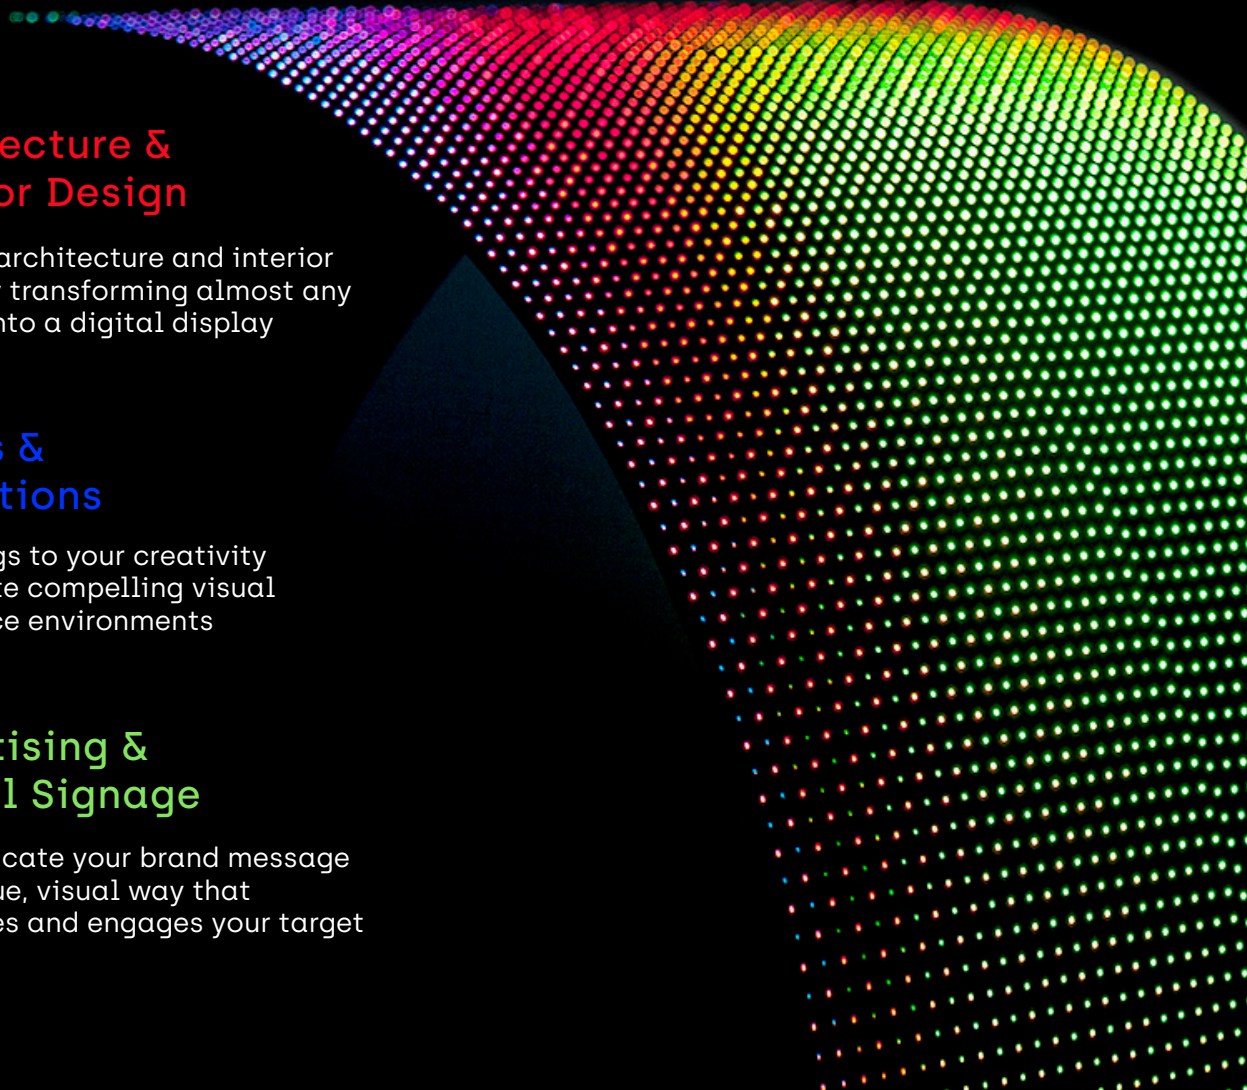 ecture &
or Design
architecture and interior
transforming almost any
nto a digital display
s &
tions
gs to your creativity
te compelling visual
ce environments
tising &
l Signage
cate your brand message
ue, visual way that
es and engages your target